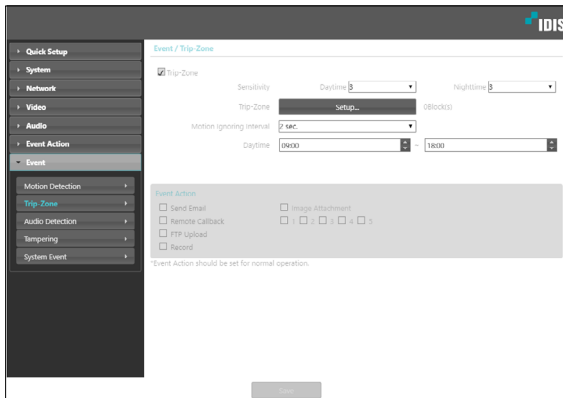 IDIS
Quick Setup
System
Network
Video
Audio
Event Action
Event
Motion Detection
Trip-Zone
Audio Detection
Tampering
System Event
Event / Trip-Zone
Trip-Zone
Sensitivity Daytime 3 Nighttime 3
Trip-Zone Setup... 0Block(s)
Motion Ignoring Interval 2 sec.
Daytime 09:00 ~ 18:00
Event Action
Send Email Image Attachment
Remote Callback 1 2 3 4 5
FTP Upload
Record
*Event Action should be set for normal operation.
Save